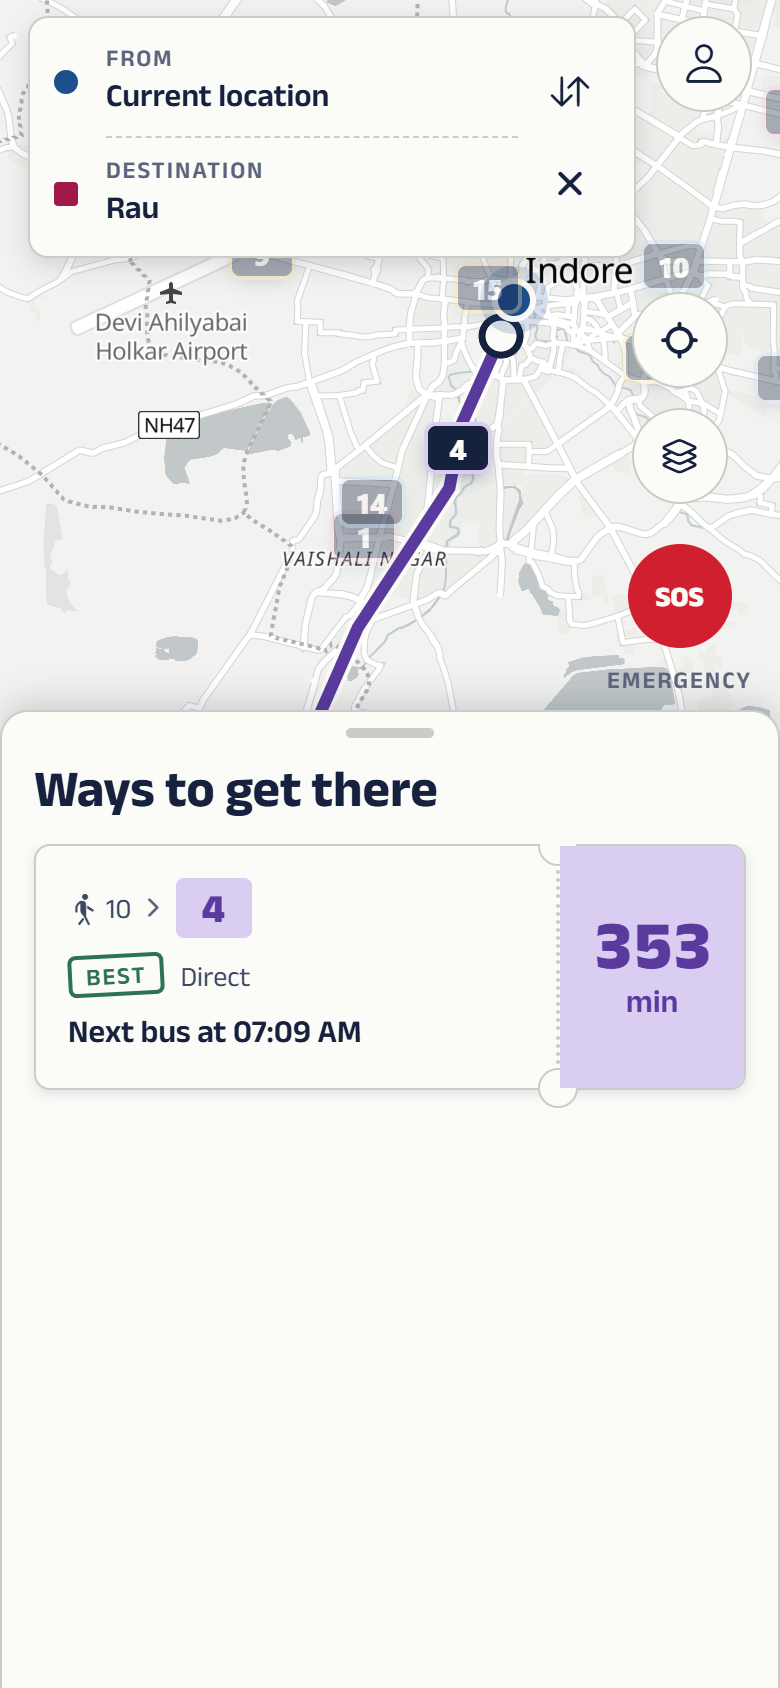 FROM
Current location
DESTINATION
Rau
Indore
10
15
Devi Ahilyabai
Holkar Airport
NH47
4
14
1
SOS
EMERGENCY
Ways to get there
10
4
353
min
BEST
Direct
Next bus at 07:09 AM